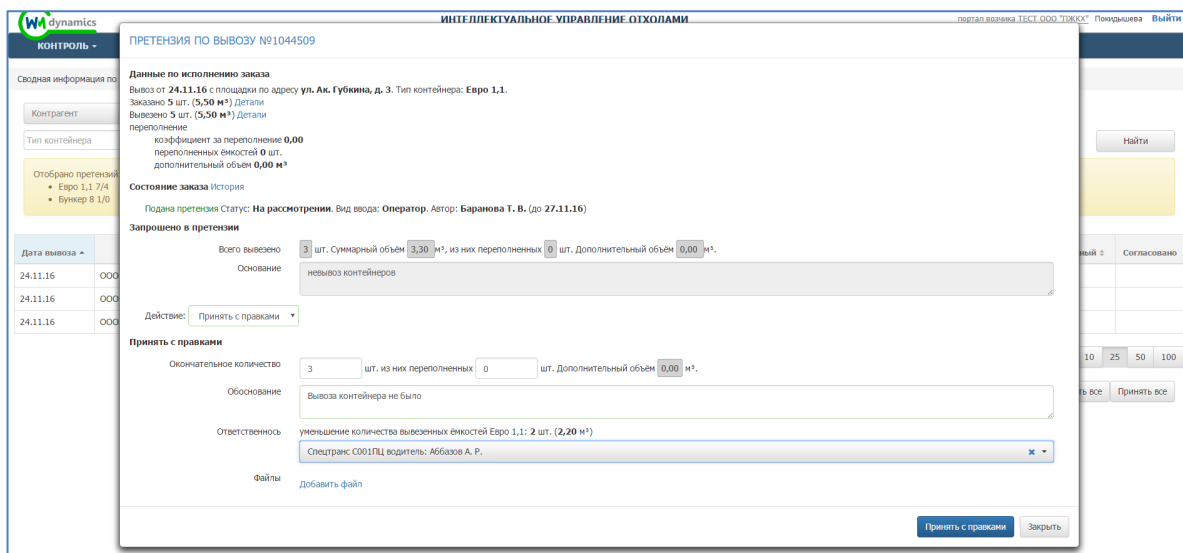 WM dynamics
ИНТЕЛЛЕКТУАЛЬНОЕ УПРАВЛЕНИЕ ОТХОДАМИ
портал возчика ТЕСТ ООО "ПЖКХ" Покидышева Выйти
КОНТРОЛЬ
ПРЕТЕНЗИЯ ПО ВЫВОЗУ №1044509
Сводная информация по
Контрагент
Тип контейнера
Найти
Отобрано претензий
• Евро 1,1 7/4
• Бункер 8 1/0
Данные по исполнению заказа
Вывоз от 24.11.16 с площадки по адресу ул. Ак. Губкина, д. 3. Тип контейнера: Евро 1,1.
Заказано 5 шт. (5,50 м³) Детали
Вывезено 5 шт. (5,50 м³) Детали
переполнение
коэффициент за переполнение 0,00
переполненных ёмкостей 0 шт.
дополнительный объём 0,00 м³
Состояние заказа История
Подана претензия Статус: На рассмотрении. Вид ввода: Оператор. Автор: Баранова Т. В. (до 27.11.16)
Запрошено в претензии
Всего вывезено 3 шт. Суммарный объём 3,30 м³, из них переполненных 0 шт. Дополнительный объём 0,00 м³.
Основание невывоз контейнеров
Действие: Принять с правками
Принять с правками
Окончательное количество 3 шт. из них переполненных 0 шт. Дополнительный объём 0,00 м³.
Обоснование Вывоза контейнера не было
Ответственнось уменьшение количества вывезенных ёмкостей Евро 1,1: 2 шт. (2,20 м³)
Спецтранс С001ПЦ водитель: Аббазов А. Р.
Файлы Добавить файл
Принять с правками Закрыть
Дата вывоза
ный Согласовано
24.11.16 ООО
24.11.16 ООО
24.11.16 ООО
10 25 50 100
ть все Принять все